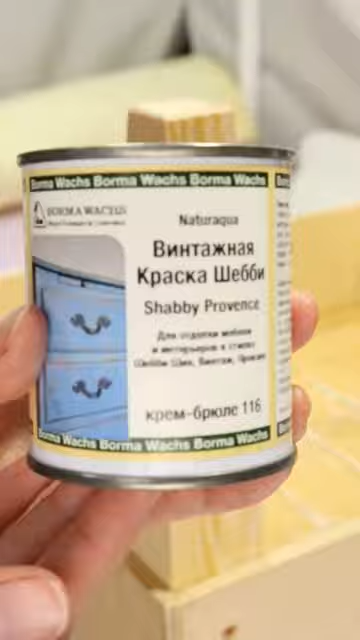 Borma Wachs Borma Wachs Borma Wachs
BORMA WACHS
Naturaqua
Винтажная
Краска Шебби
Shabby Provence
Для отделки мебели
и интерьеров в стилях
Шебби Шик, Винтаж, Прованс
крем-брюле 116
Borma Wachs Borma Wachs Borma Wachs